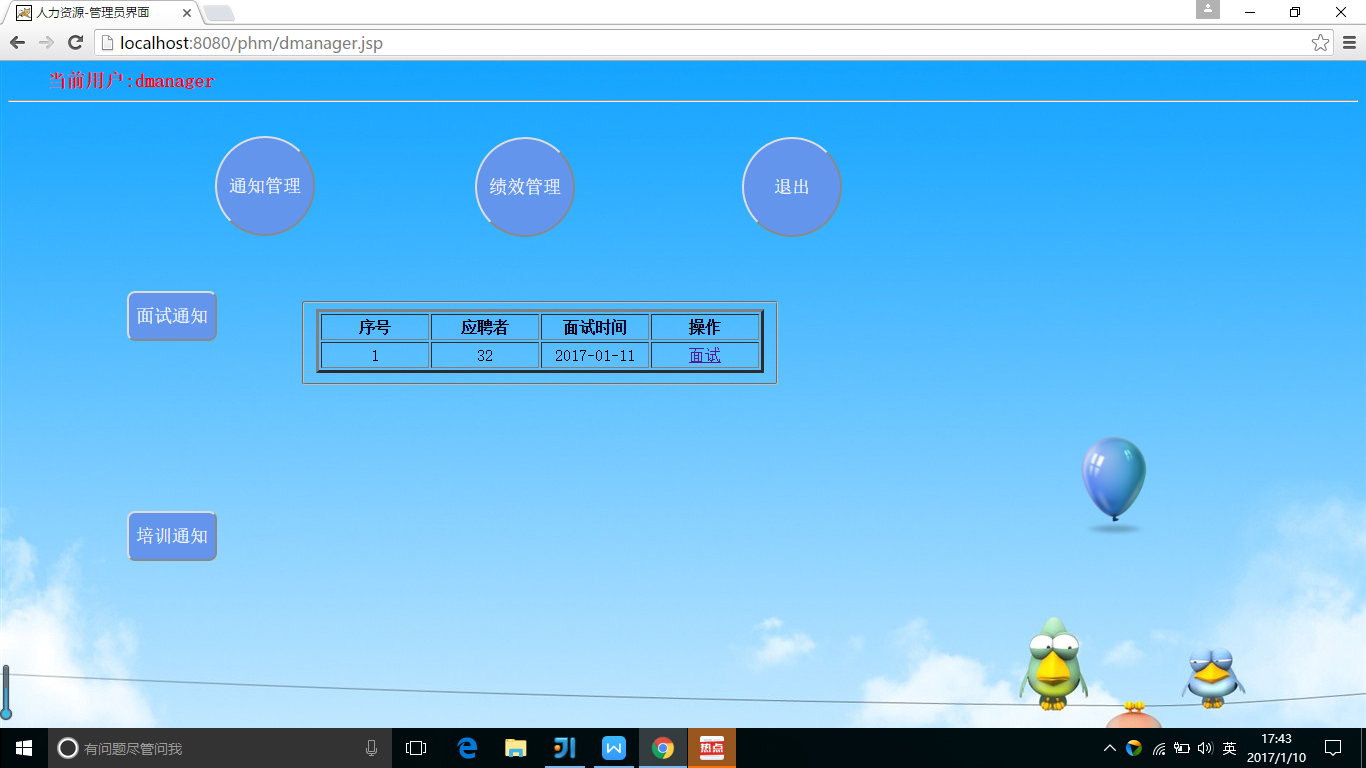 人力资源-管理员界面
localhost:8080/phm/dmanager.jsp
当前用户:dmanager
通知管理 绩效管理 退出
面试通知
序号 应聘者 面试时间 操作
1 32 2017-01-11 面试
培训通知
有问题尽管问我
热点
英
17:43
2017/1/10